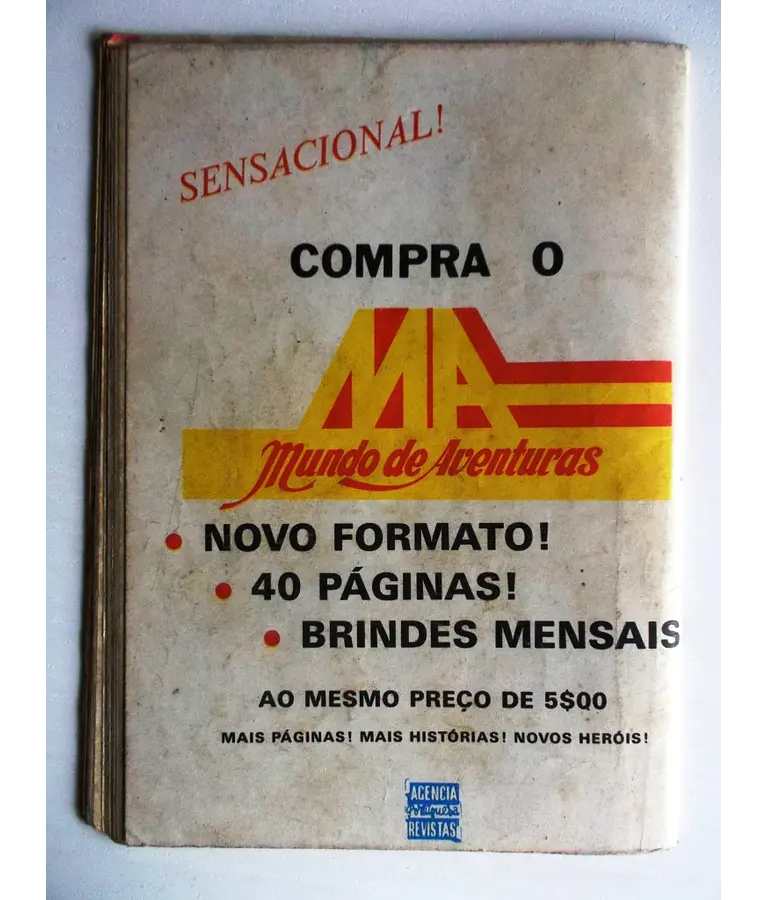 SENSACIONAL!
COMPRA O
MA
Mundo de Aventuras
• NOVO FORMATO!
• 40 PÁGINAS!
• BRINDES MENSAIS
AO MESMO PREÇO DE 5$00
MAIS PÁGINAS! MAIS HISTÓRIAS! NOVOS HERÓIS!
AGENCIA
portuguesa
REVISTAS